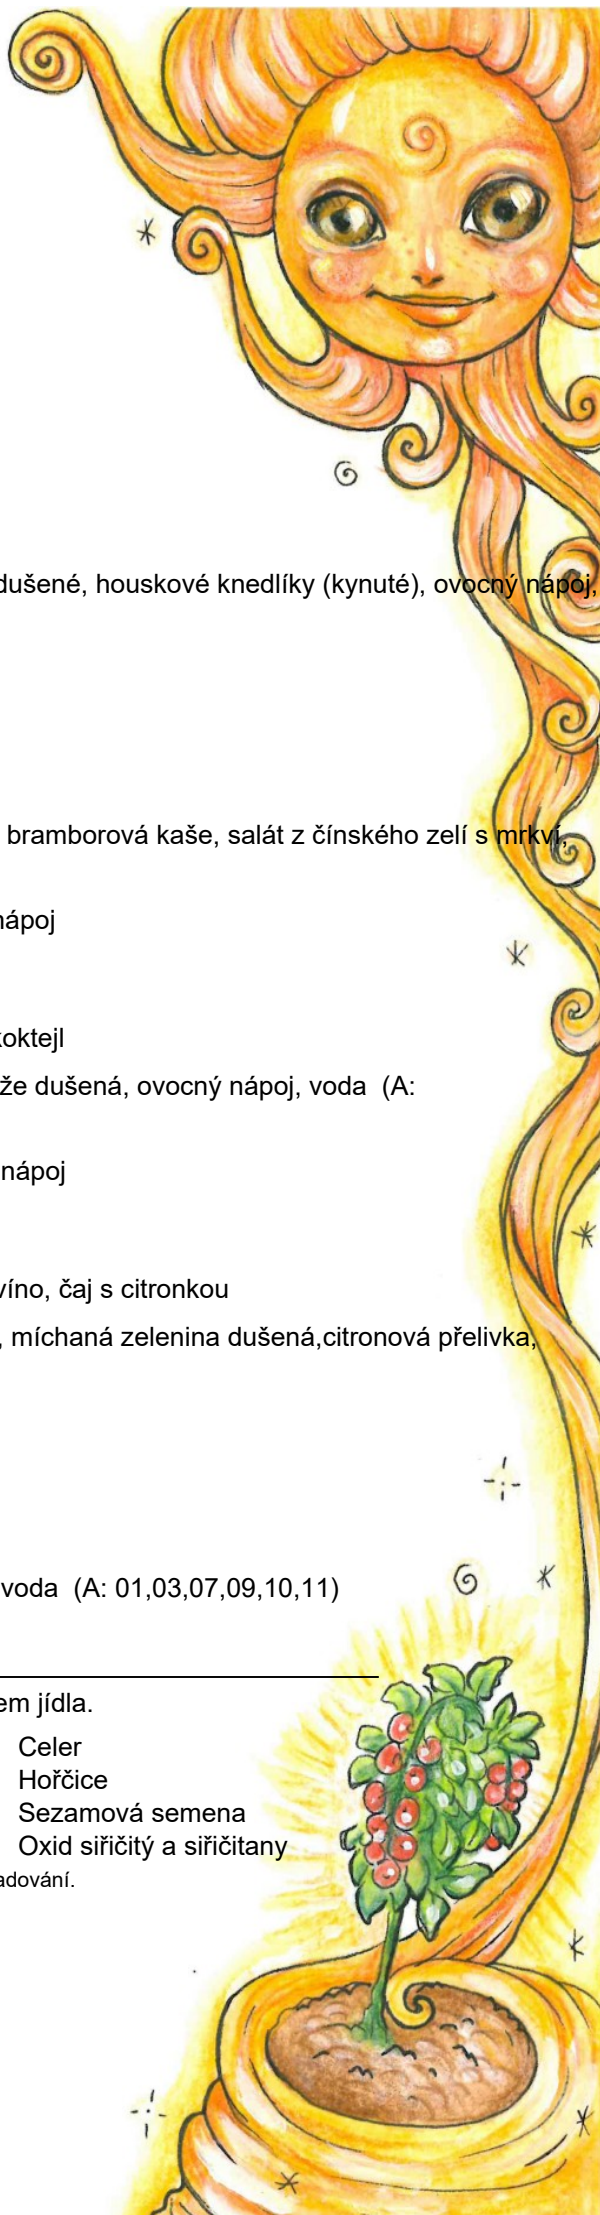 dušené, houskové knedlíky (kynuté), ovocný nápoj,
bramborová kaše, salát z čínského zelí s mrkví,
nápoj
koktejl
že dušená, ovocný nápoj, voda  (A:
nápoj
víno, čaj s citronkou
, míchaná zelenina dušená,citronová přelivka,
voda  (A: 01,03,07,09,10,11)
em jídla.
Celer
Hořčice
Sezamová semena
Oxid siřičitý a siřičitany
adování.